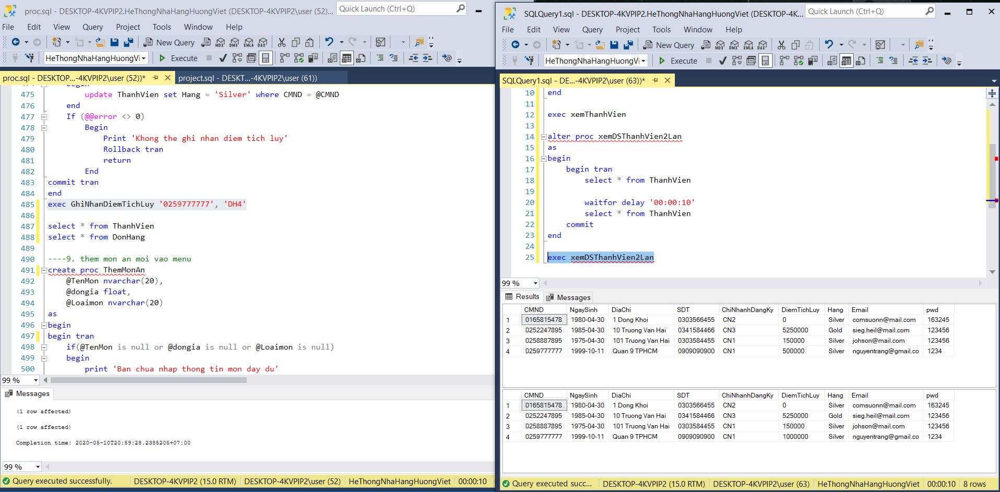 proc.sql - DESKTOP-4KVPIP2.HeThongNhaHangHuongViet (DESKTOP-4KVPIP2\user (52))...
Quick Launch (Ctrl+Q)
File Edit View Query Project Tools Window Help
New Query
MDX DMX XMLA DAX
HeThongNhaHangHuongVi
Execute
proc.sql - DESKTOP...-4KVPIP2\user (52))*
project.sql - DESKT...-4KVPIP2\user (61))
475 update ThanhVien set Hang = 'Silver' where CMND = @CMND
476 end
477 If (@@error <> 0)
478 Begin
479 Print 'Khong the ghi nhan diem tich luy'
480 Rollback tran
481 return
482 End
483 commit tran
484 end
485 exec GhiNhanDiemTichLuy '0259777777', 'DH4'
486
487 select * from ThanhVien
488 select * from DonHang
489
490 ----9. them mon an moi vao menu
491 create proc ThemMonAn
492 @TenMon nvarchar(20),
493 @dongia float,
494 @Loaimon nvarchar(20)
495 as
496 begin
497 begin tran
498 if(@TenMon is null or @dongia is null or @Loaimon is null)
499 begin
500 print 'Ban chua nhap thong tin mon day du'
99 %
Messages
(1 row affected)
(1 row affected)
Completion time: 2020-05-10T20:59:28.2385205+07:00
99 %
Query executed successfully. DESKTOP-4KVPIP2 (15.0 RTM) DESKTOP-4KVPIP2\user (52) HeThongNhaHangHuongViet 00:00:10
SQLQuery1.sql - DESKTOP-4KVPIP2.HeThongNhaHangHuongViet (DESKTOP-4K...
Quick Launch (Ctrl+Q)
File Edit View Query Project Tools Window Help
New Query
MDX DMX XMLA DAX
HeThongNhaHangHuongVi
Execute
SQLQuery1.sql - DE...-4KVPIP2\user (63))*
10 end
11
12 exec xemThanhVien
13
14 alter proc xemDSThanhVien2Lan
15 as
16 begin
17 begin tran
18 select * from ThanhVien
19
20 waitfor delay '00:00:10'
21 select * from ThanhVien
22 commit
23 end
24
25 exec xemDSThanhVien2Lan
99 %
Results Messages
CMND NgaySinh DiaChi SDT ChiNhanhDangKy DiemTichLuy Hang Email pwd
1 0165815478 1980-04-30 1 Dong Khoi 0303566455 CN2 0 Silver comsuonn@mail.com 163245
2 0252247895 1985-04-30 10 Truong Van Hai 0341584466 CN3 5250000 Gold sieg.heil@mail.com 123456
3 0258887895 1975-04-30 101 Truong Van Hai 0303584455 CN1 150000 Silver johson@mail.com 123456
4 0259777777 1999-10-11 Quan 9 TPHCM 0909090900 CN1 500000 Silver nguyentrang@gmail.co 1234
CMND NgaySinh DiaChi SDT ChiNhanhDangKy DiemTichLuy Hang Email pwd
1 0165815478 1980-04-30 1 Dong Khoi 0303566455 CN2 0 Silver comsuonn@mail.com 163245
2 0252247895 1985-04-30 10 Truong Van Hai 0341584466 CN3 5250000 Gold sieg.heil@mail.com 123456
3 0258887895 1975-04-30 101 Truong Van Hai 0303584455 CN1 150000 Silver johson@mail.com 123456
4 0259777777 1999-10-11 Quan 9 TPHCM 0909090900 CN1 1000000 Silver nguyentrang@gmail.co 1234
Query executed succ... DESKTOP-4KVPIP2 (15.0 RTM) DESKTOP-4KVPIP2\user (63) HeThongNhaHangHuongViet 00:00:10 8 rows